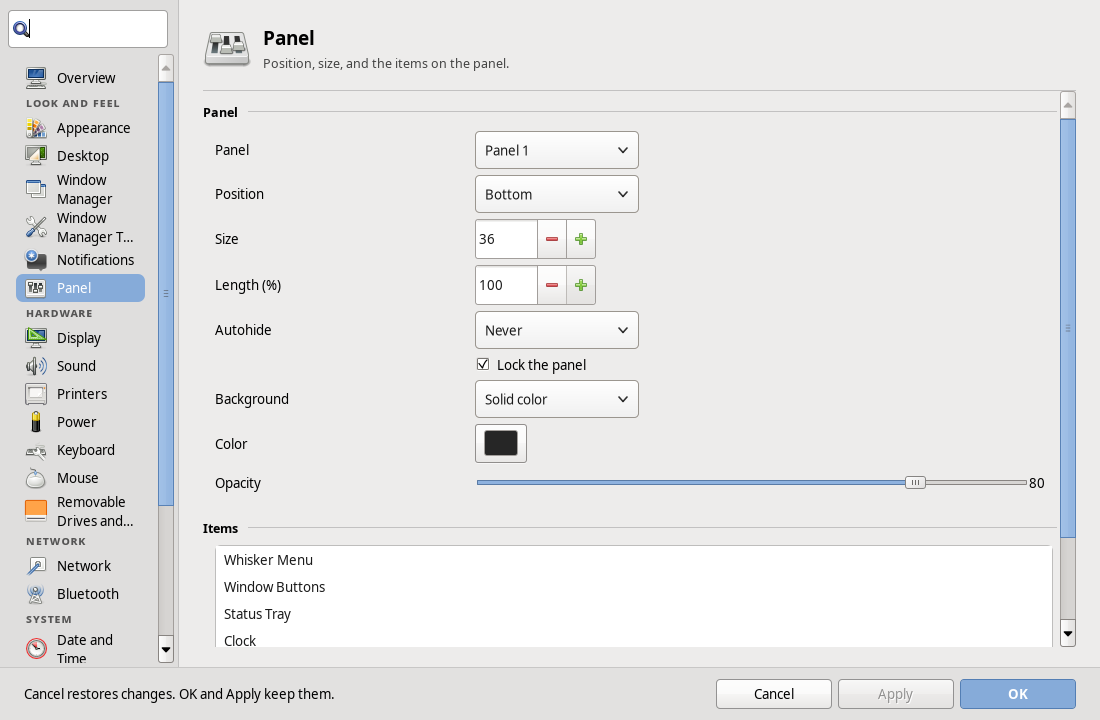 Overview
LOOK AND FEEL
Appearance
Desktop
Window
Manager
Window
Manager T...
Notifications
Panel
HARDWARE
Display
Sound
Printers
Power
Keyboard
Mouse
Removable
Drives and...
NETWORK
Network
Bluetooth
SYSTEM
Date and
Time
Panel
Position, size, and the items on the panel.
Panel
Panel Panel 1
Position Bottom
Size 36
Length (%) 100
Autohide Never
Lock the panel
Background Solid color
Color
Opacity 80
Items
Whisker Menu
Window Buttons
Status Tray
Clock
Cancel restores changes. OK and Apply keep them.
Cancel Apply OK